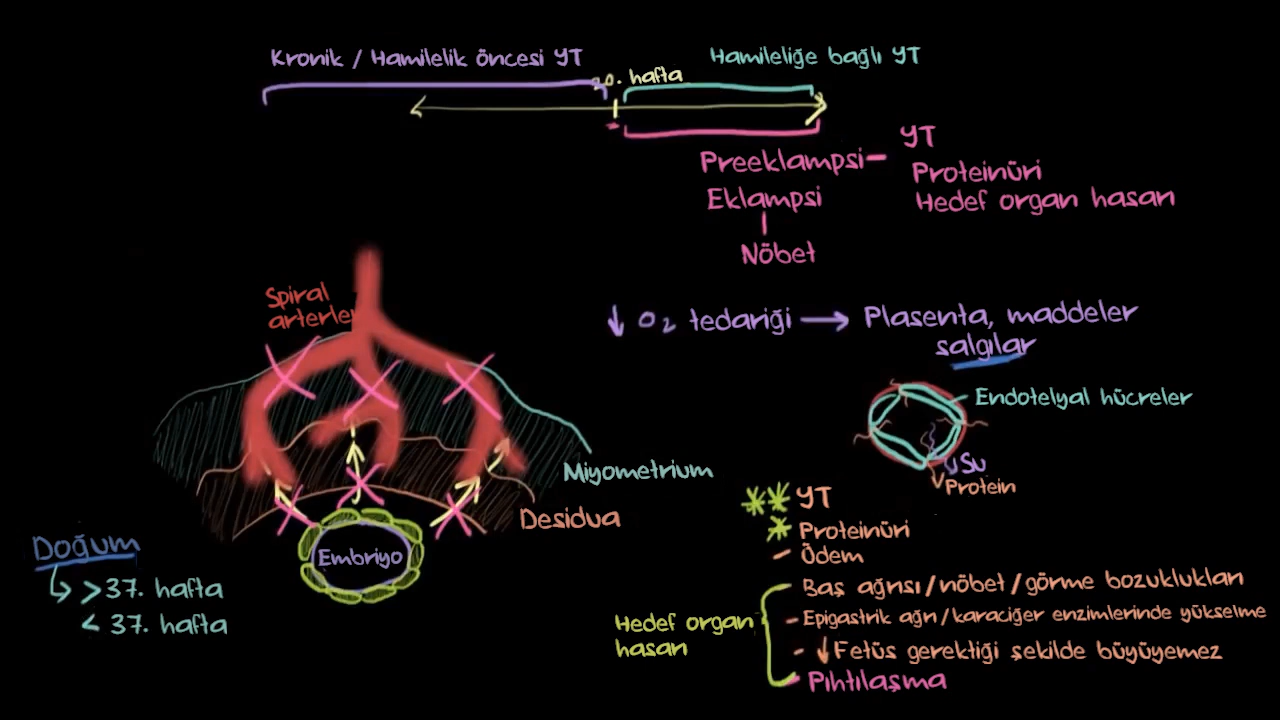 Kronik / Hamilelik öncesi YT
Hamileliğe bağlı YT
20. hafta
Preeklampsi
YT
Proteinüri
Hedef organ hasarı
Eklampsi
Nöbet
Spiral
arterler
↓ O₂ tedariği → Plasenta, maddeler
salgılar
Endotelyal hücreler
Su
Protein
Miyometrium
Desidua
Embriyo
Doğum
> 37. hafta
< 37. hafta
** YT
* Proteinüri
- Ödem
Hedef organ
hasarı
- Baş ağrısı/nöbet/görme bozuklukları
- Epigastrik ağrı/karaciğer enzimlerinde yükselme
- ↓ Fetüs gerektiği şekilde büyüyemez
- Pıhtılaşma